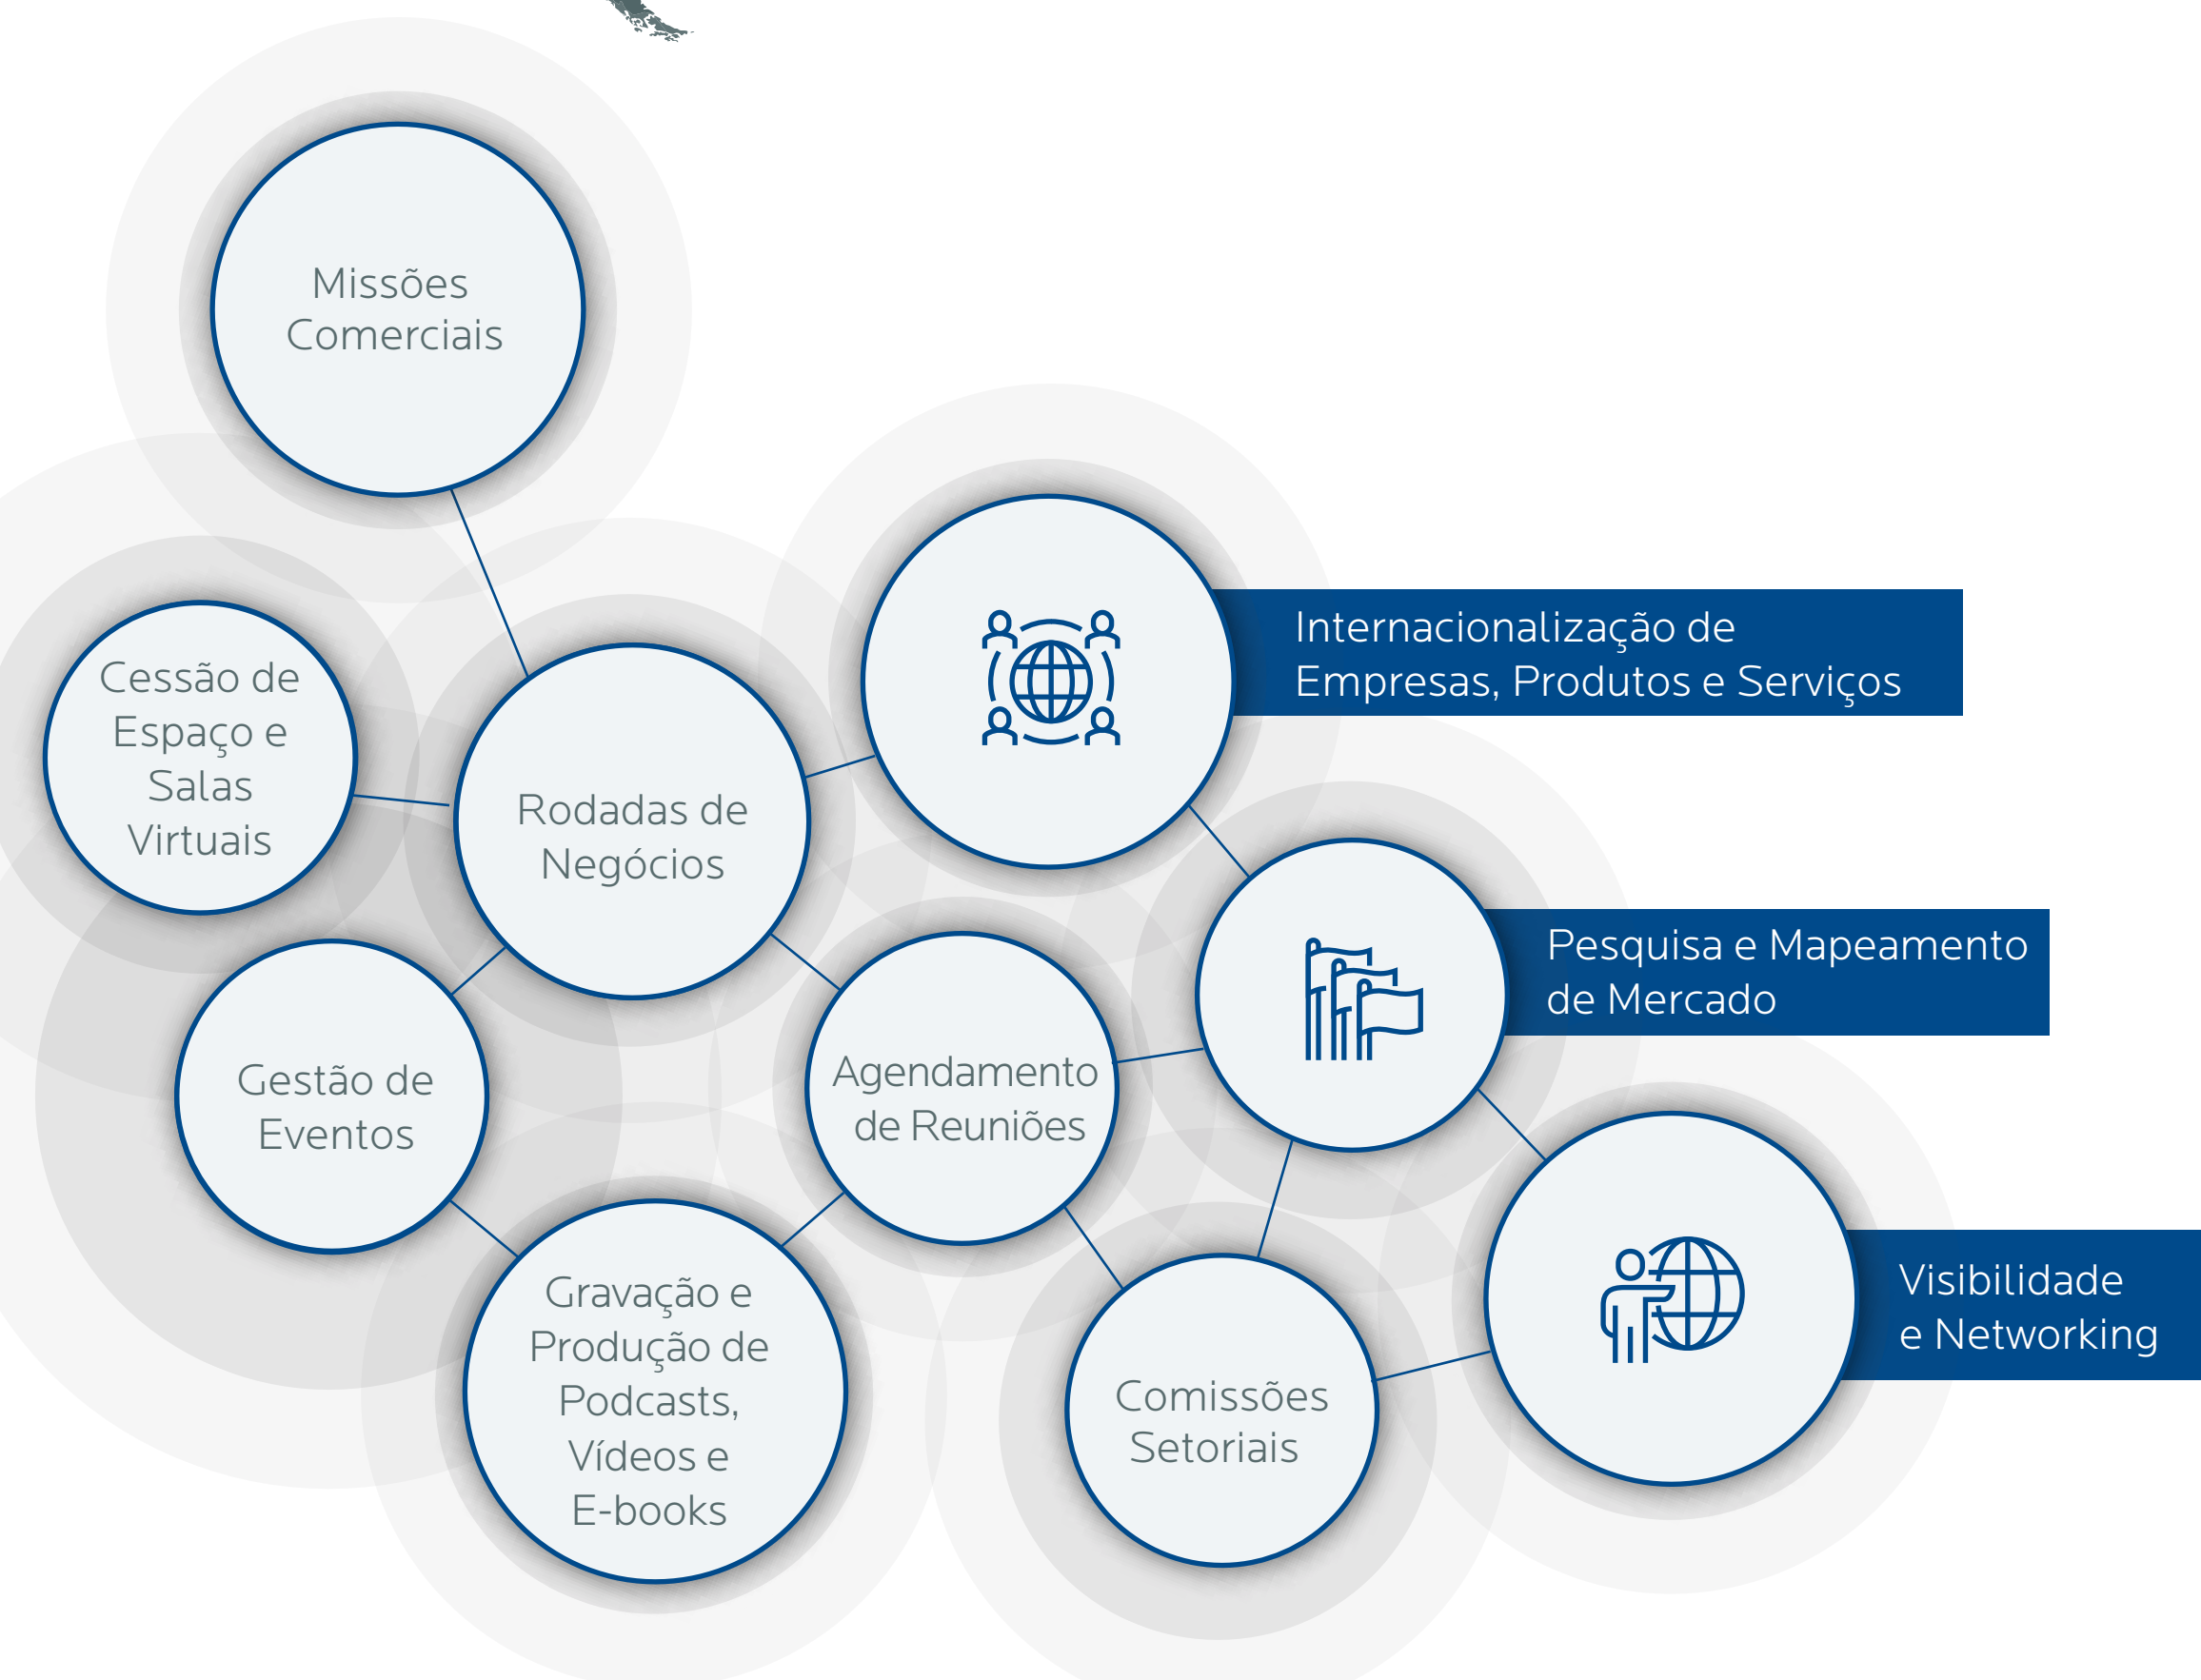 Missões
Comerciais
Internacionalização de
Empresas, Produtos e Serviços
Cessão de
Espaço e
Salas
Virtuais
Rodadas de
Negócios
Pesquisa e Mapeamento
de Mercado
Gestão de
Eventos
Agendamento
de Reuniões
Visibilidade
e Networking
Gravação e
Produção de
Podcasts,
Vídeos e
E-books
Comissões
Setoriais